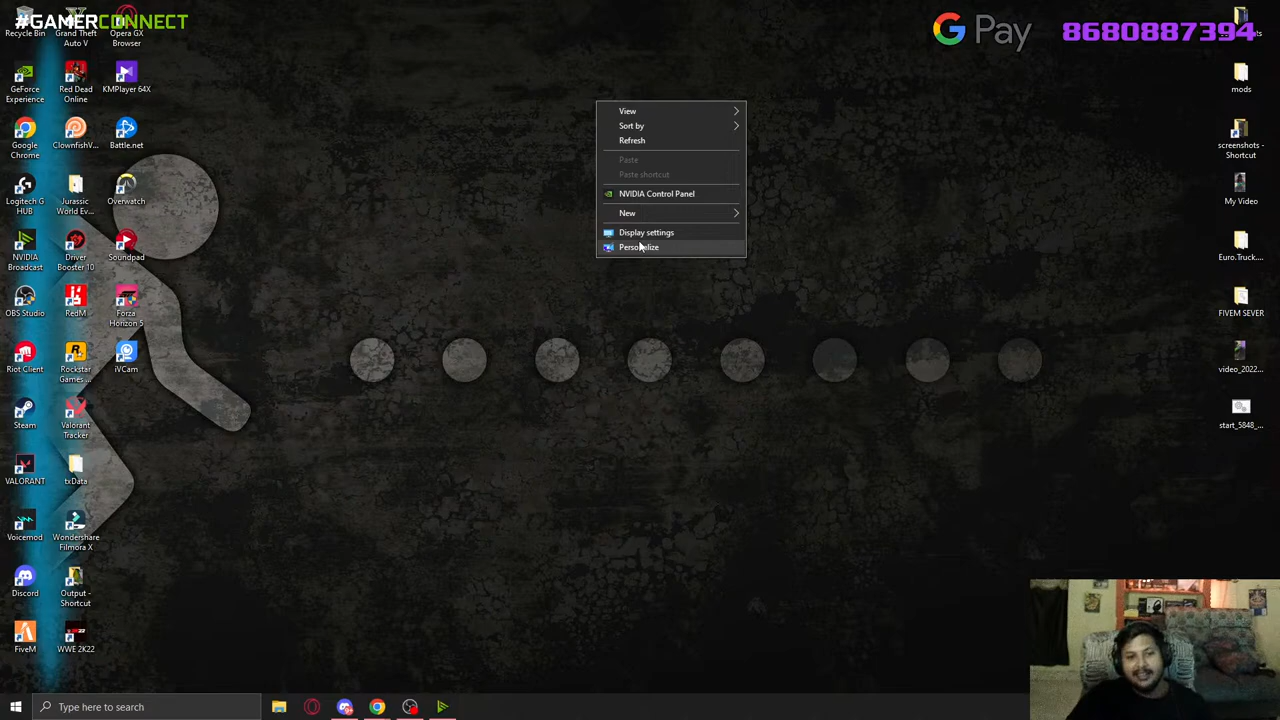 #GAMERCONNECT
G Pay
8680887394
Recycle Bin
Grand Theft
Auto V
Opera GX
Browser
GeForce
Experience
Red Dead
Online
KMPlayer 64X
mods
Google
Chrome
ClownfishV...
Battle.net
screenshots -
Shortcut
Logitech G
HUB
Jurassic
World Ev...
Overwatch
My Video
NVIDIA
Broadcast
Driver
Booster 10
Soundpad
Euro.Truck....
OBS Studio
RedM
Forza
Horizon 5
FIVEM SEVER
Riot Client
Rockstar
Games ...
iVCam
video_2022...
Steam
Valorant
Tracker
start_5848_...
VALORANT
txData
Voicemod
Wondershare
Filmora X
Discord
Output -
Shortcut
FiveM
WWE 2K22
View
Sort by
Refresh
Paste
Paste shortcut
NVIDIA Control Panel
New
Display settings
Personalize
Type here to search